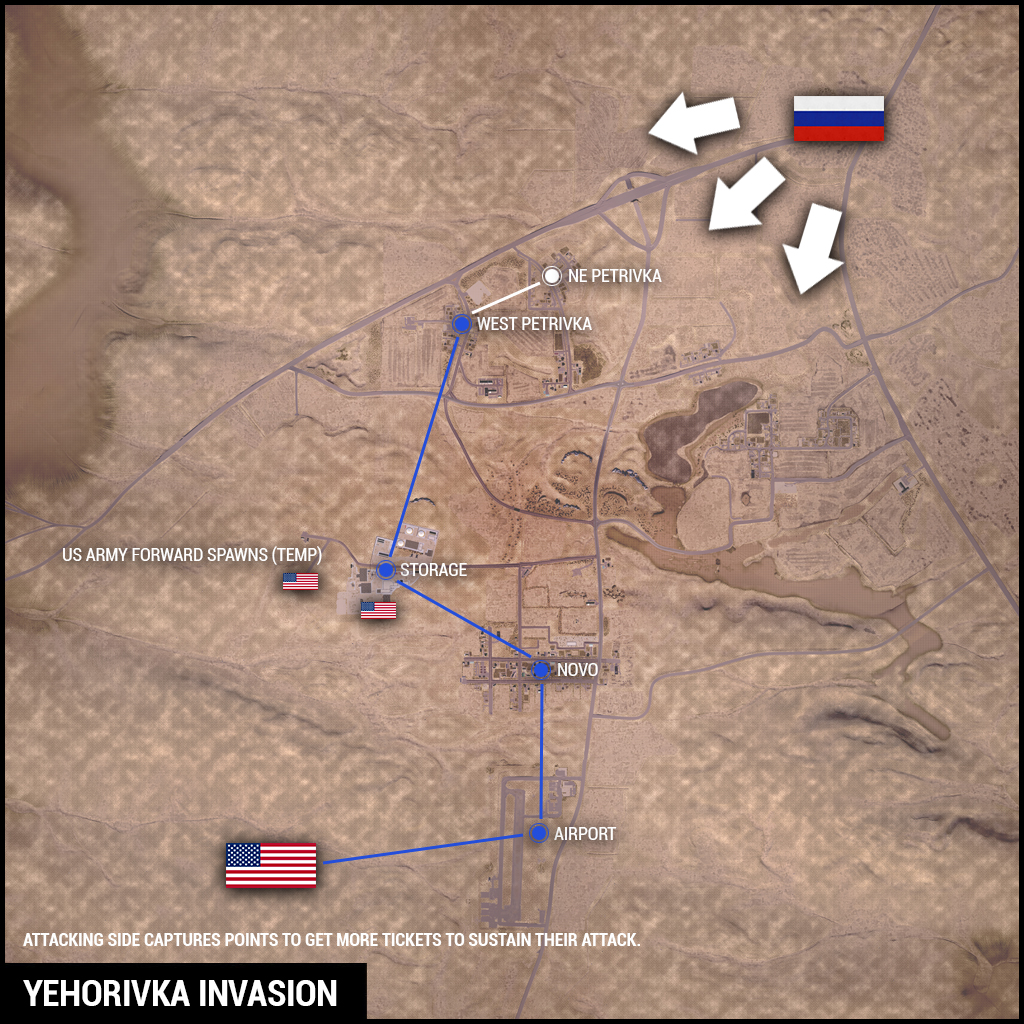 NE PETRIVKA
WEST PETRIVKA
US ARMY FORWARD SPAWNS (TEMP)
STORAGE
NOVO
AIRPORT
ATTACKING SIDE CAPTURES POINTS TO GET MORE TICKETS TO SUSTAIN THEIR ATTACK.
YEHORIVKA INVASION